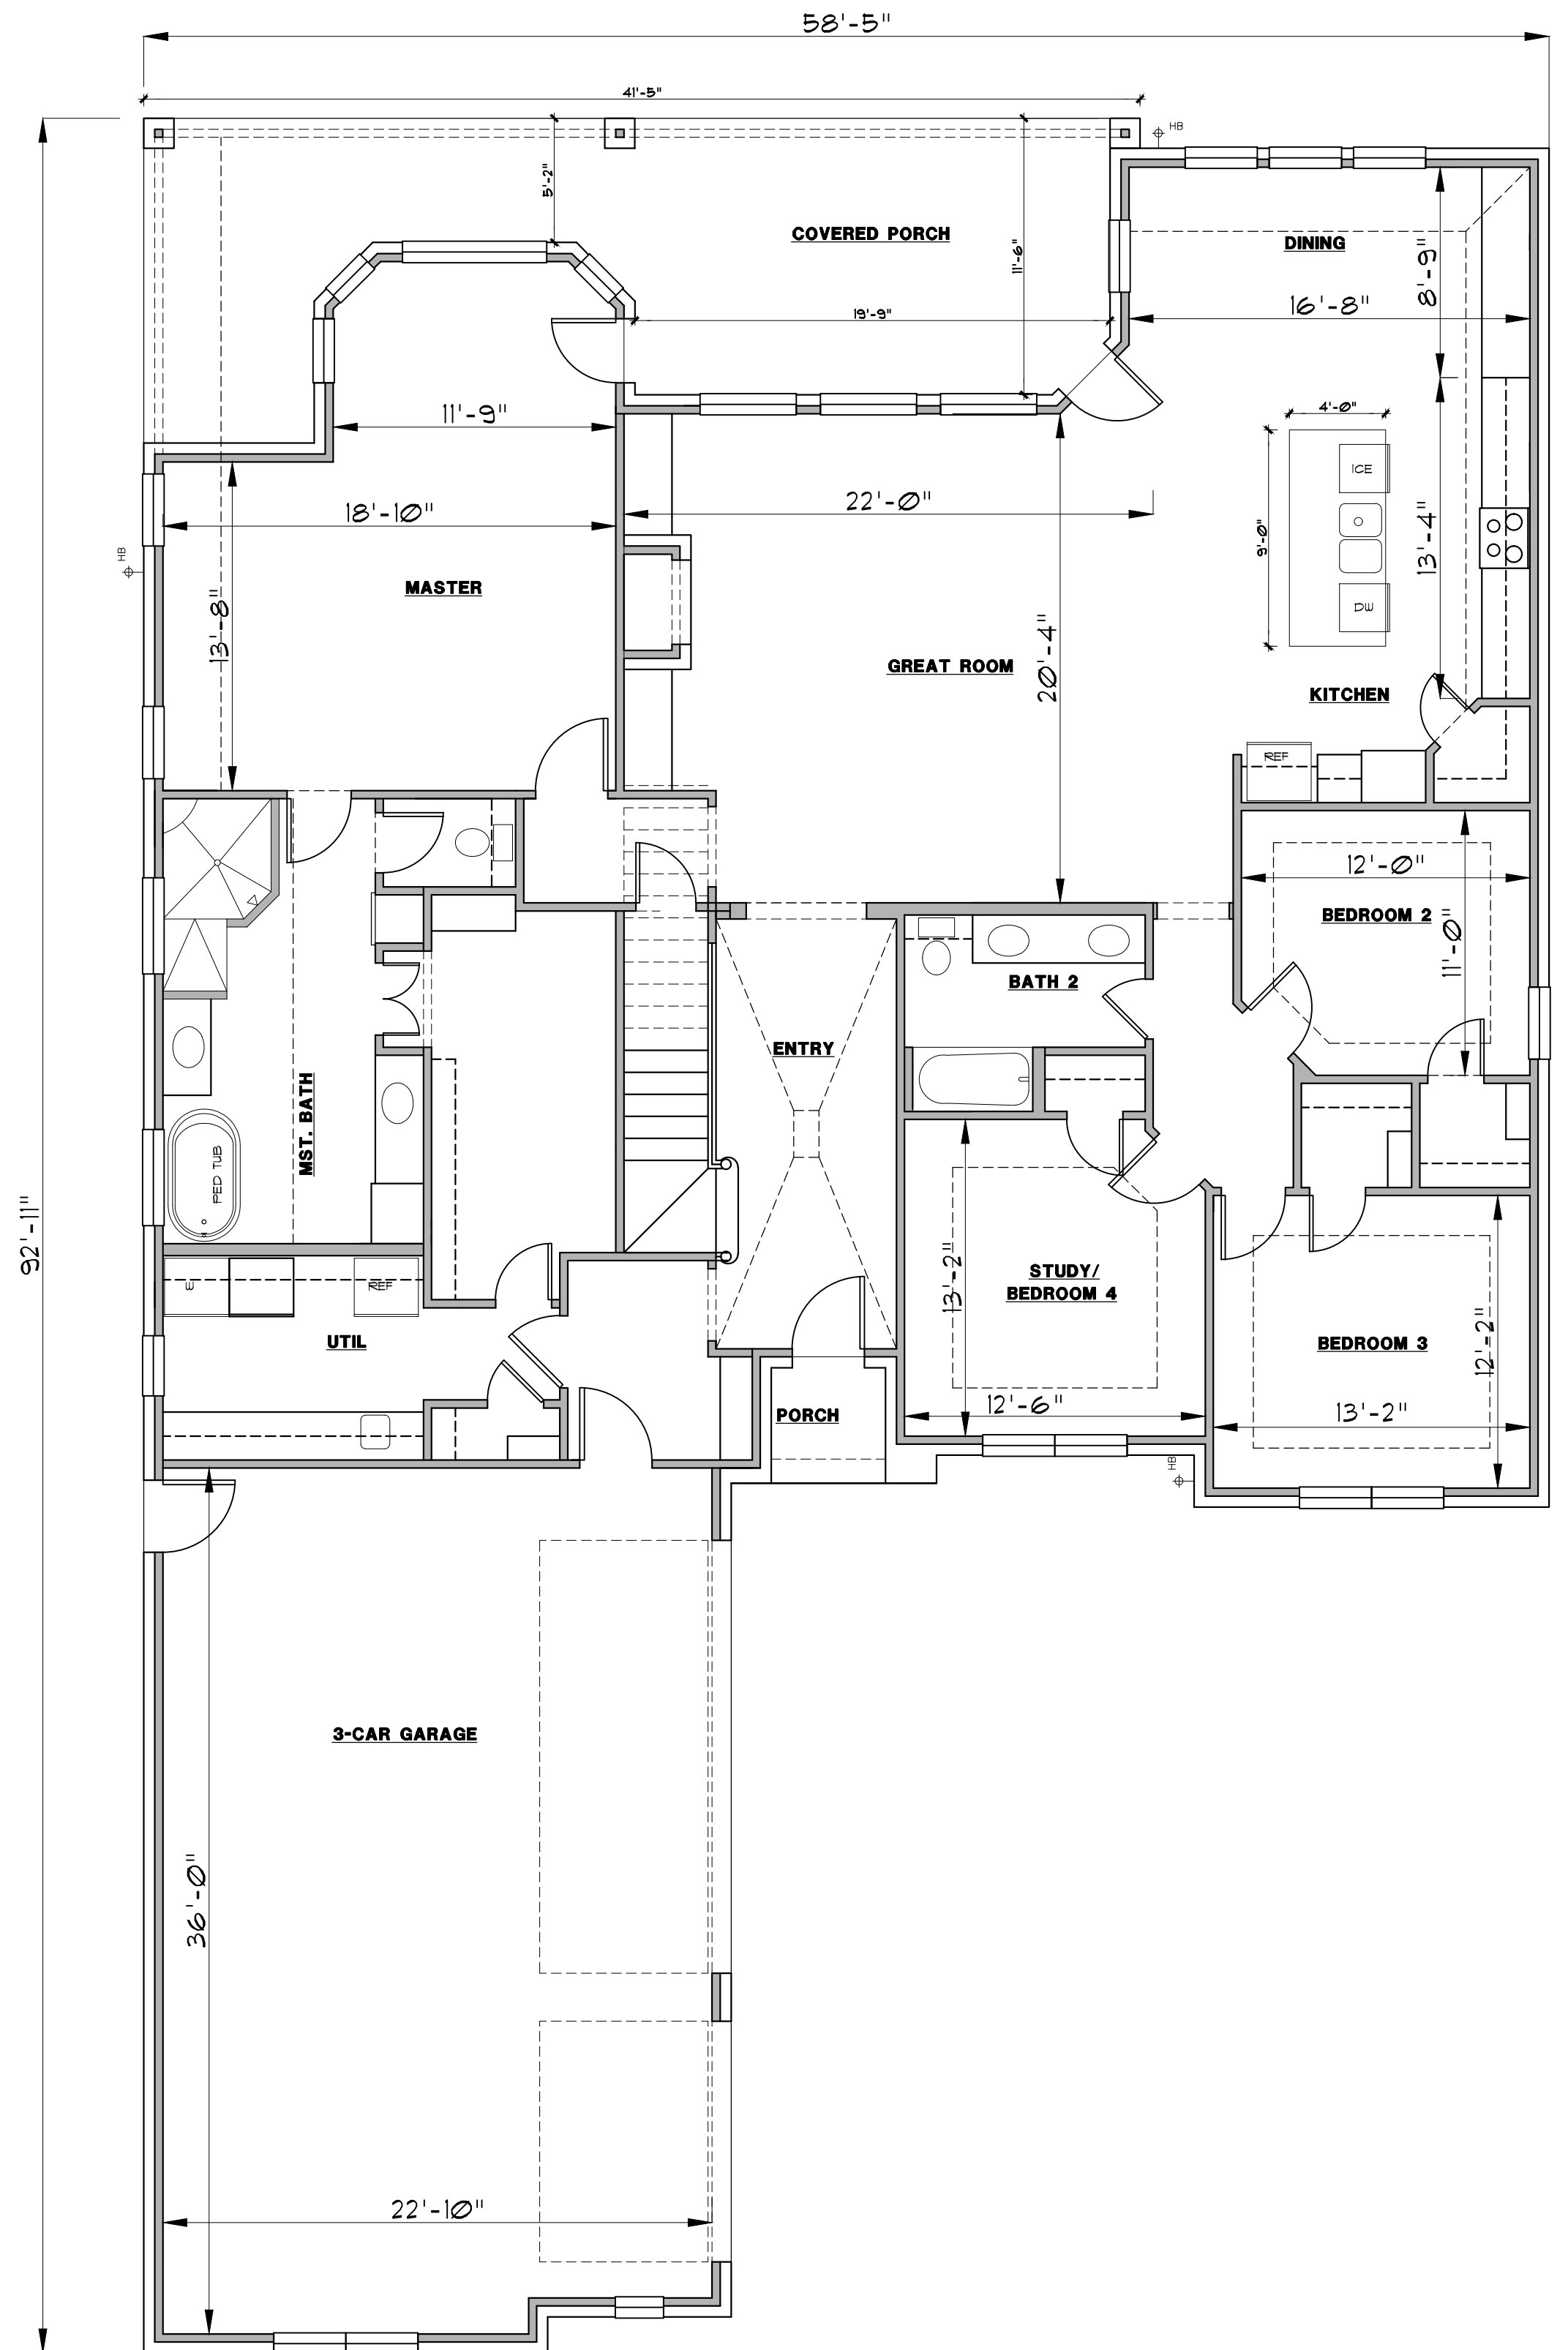 58'-5"
41'-5"
HB
5'-2"
COVERED PORCH
11'-6"
DINING
8'-9"
16'-8"
19'-9"
11'-9"
4'-0"
ICE
18'-10"
22'-0"
9'-0"
13'-4"
HB
MASTER
13'-8"
DW
20'-4"
GREAT ROOM
KITCHEN
REF
12'-0"
BEDROOM 2
11'-0"
BATH 2
ENTRY
MST. BATH
PED TUB
92'-11"
W
REF
13'-2"
STUDY/
BEDROOM 4
UTIL
BEDROOM 3
12'-2"
PORCH
12'-6"
13'-2"
HB
3-CAR GARAGE
36'-0"
22'-10"